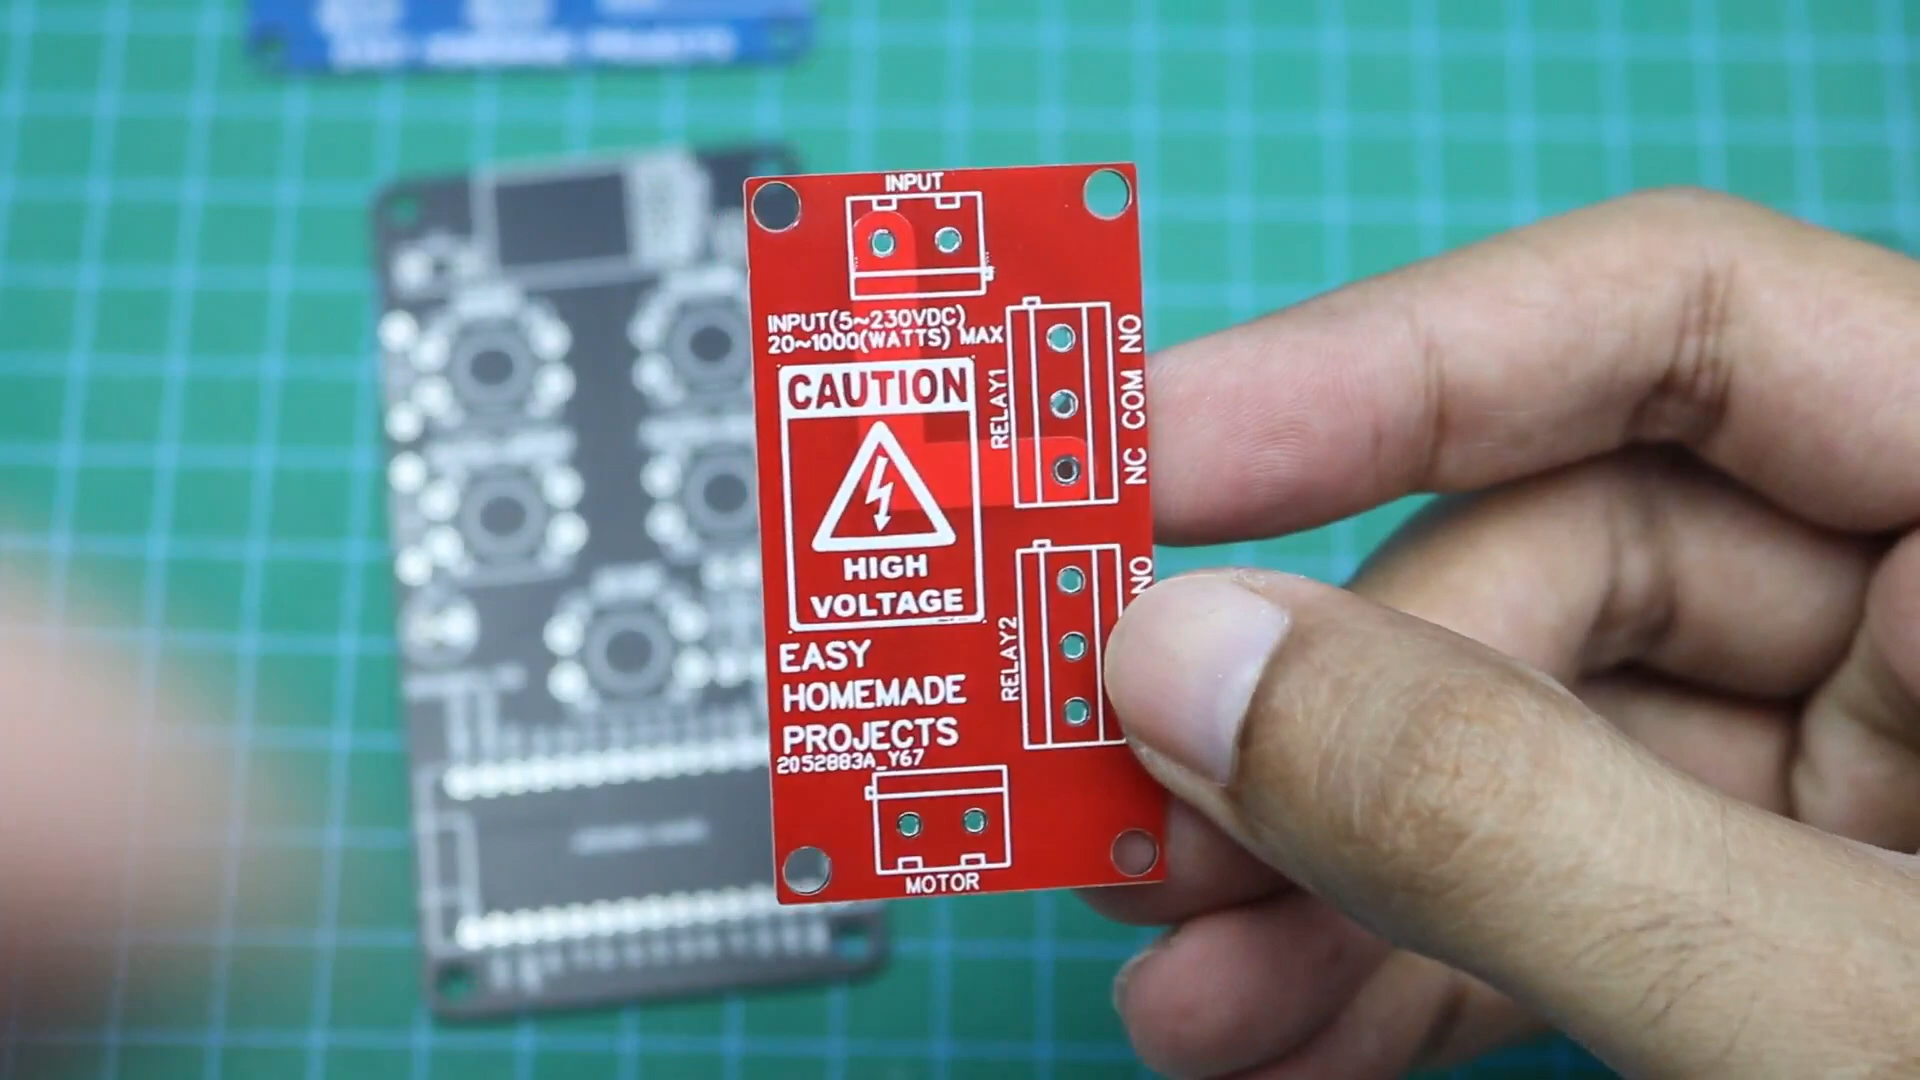 INPUT
INPUT(5~230VDC)
20~1000(WATTS) MAX
CAUTION
HIGH
VOLTAGE
RELAY1
NC COM NO
RELAY2
NO
EASY
HOMEMADE
PROJECTS
2052883A_Y67
MOTOR